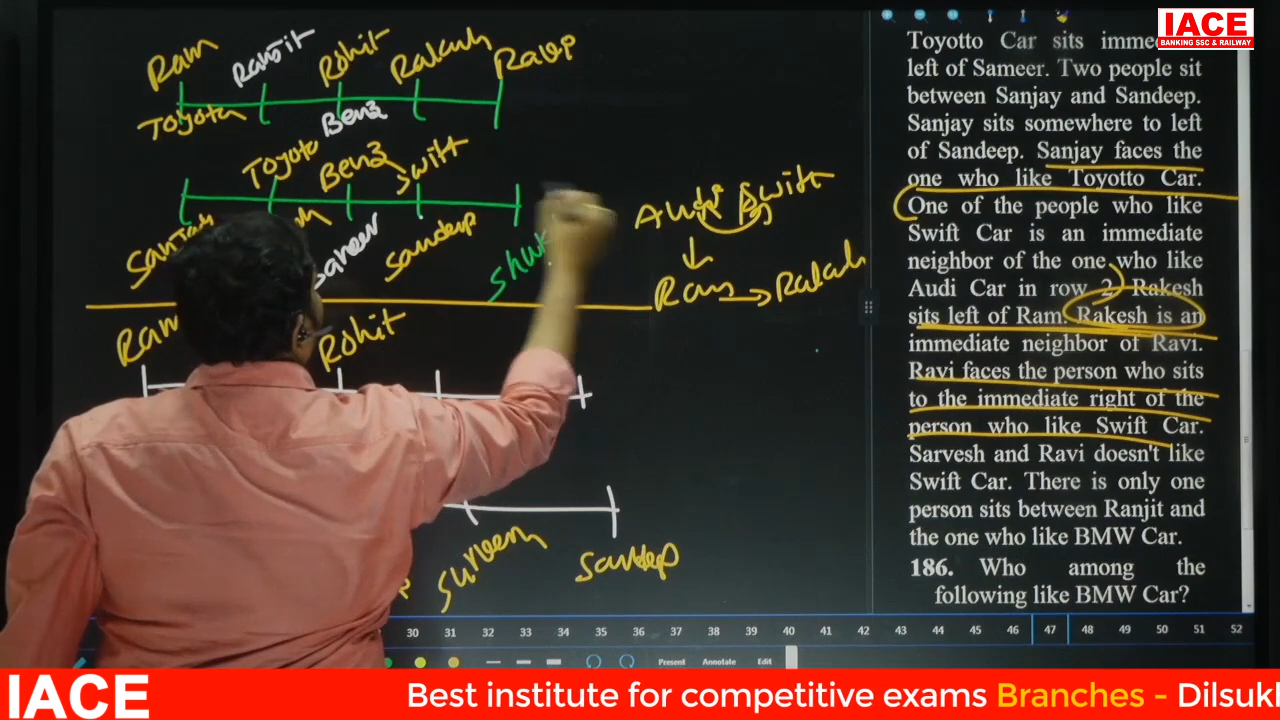 Ram Ranjit Rohit Rakesh Ravi
Toyota Benz
Toyoto Benz Swift
Sanjay Sameer Sandeep
Audi Swift
Ram Rakesh
Ram Rohit
Sandeep
IACE
BANKING SSC & RAILWAY
Toyotto Car sits
left of Sameer. Two people sit
between Sanjay and Sandeep.
Sanjay sits somewhere to left
of Sandeep. Sanjay faces the
one who like Toyotto Car.
One of the people who like
Swift Car is an immediate
neighbor of the one who like
Audi Car in row 2. Rakesh
sits left of Ram. Rakesh is an
immediate neighbor of Ravi.
Ravi faces the person who sits
to the immediate right of the
person who like Swift Car.
Sarvesh and Ravi doesn't like
Swift Car. There is only one
person sits between Ranjit and
the one who like BMW Car.
186. Who among the
following like BMW Car?
30 31 32 33 34 35 36 37 38 39 40 41 42 43 44 45 46 47 48 49 50 51 52
Present Annotate Edit
IACE
Best institute for competitive exams Branches - Dilsukl